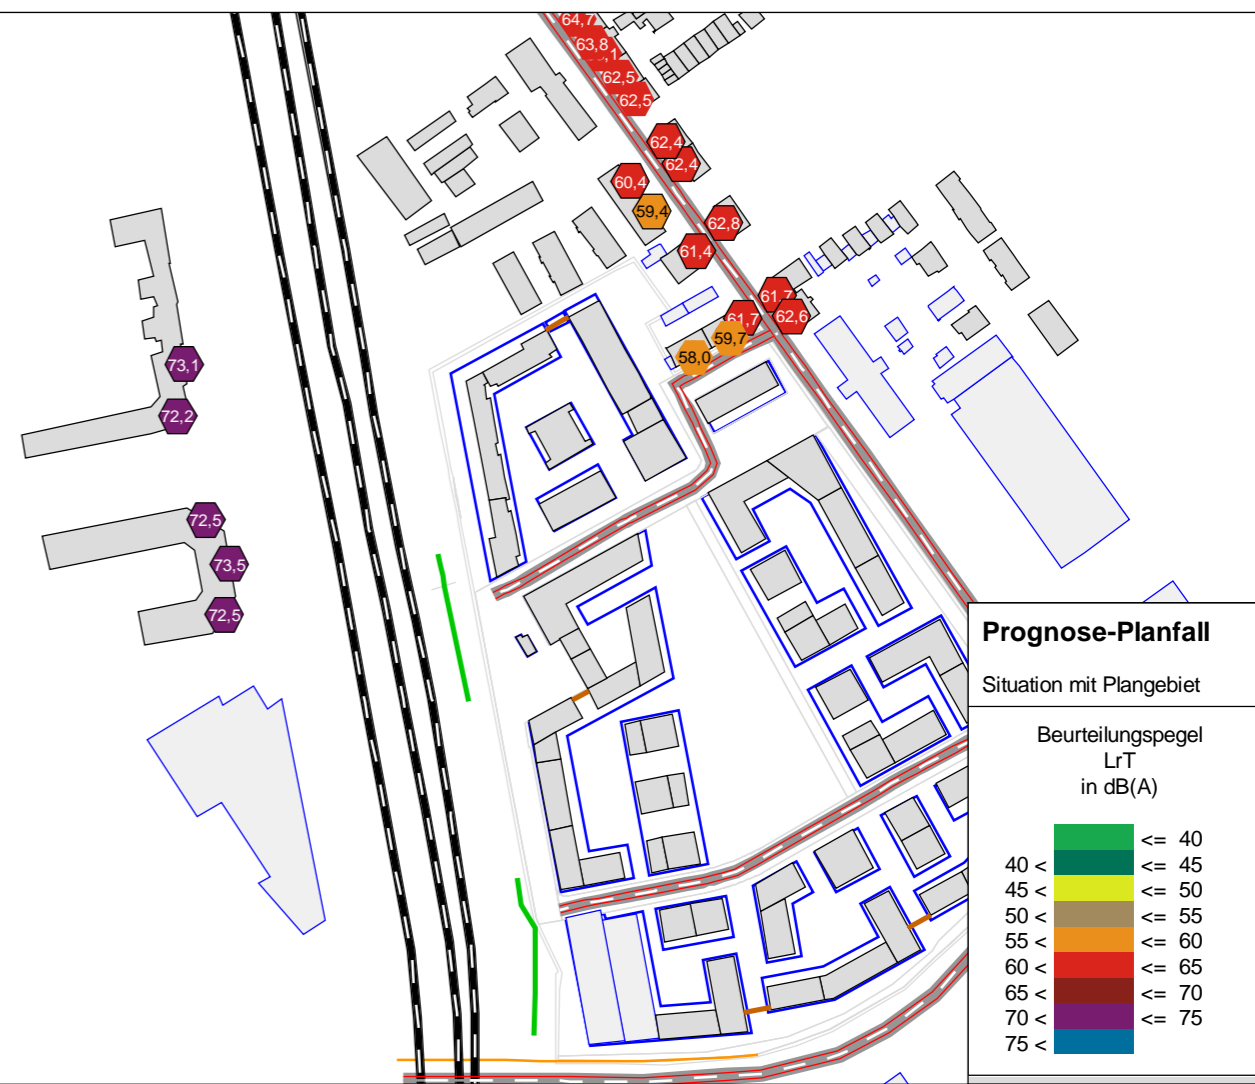 64,7
63,8
62,5
62,5
62,4
62,4
60,4
59,4
62,8
61,4
61,7
61,7
62,6
59,7
58,0
73,1
72,2
72,5
73,5
72,5
Prognose-Planfall
Situation mit Plangebiet
Beurteilungspegel
LrT
in dB(A)
<= 40
40 < <= 45
45 < <= 50
50 < <= 55
55 < <= 60
60 < <= 65
65 < <= 70
70 < <= 75
75 <